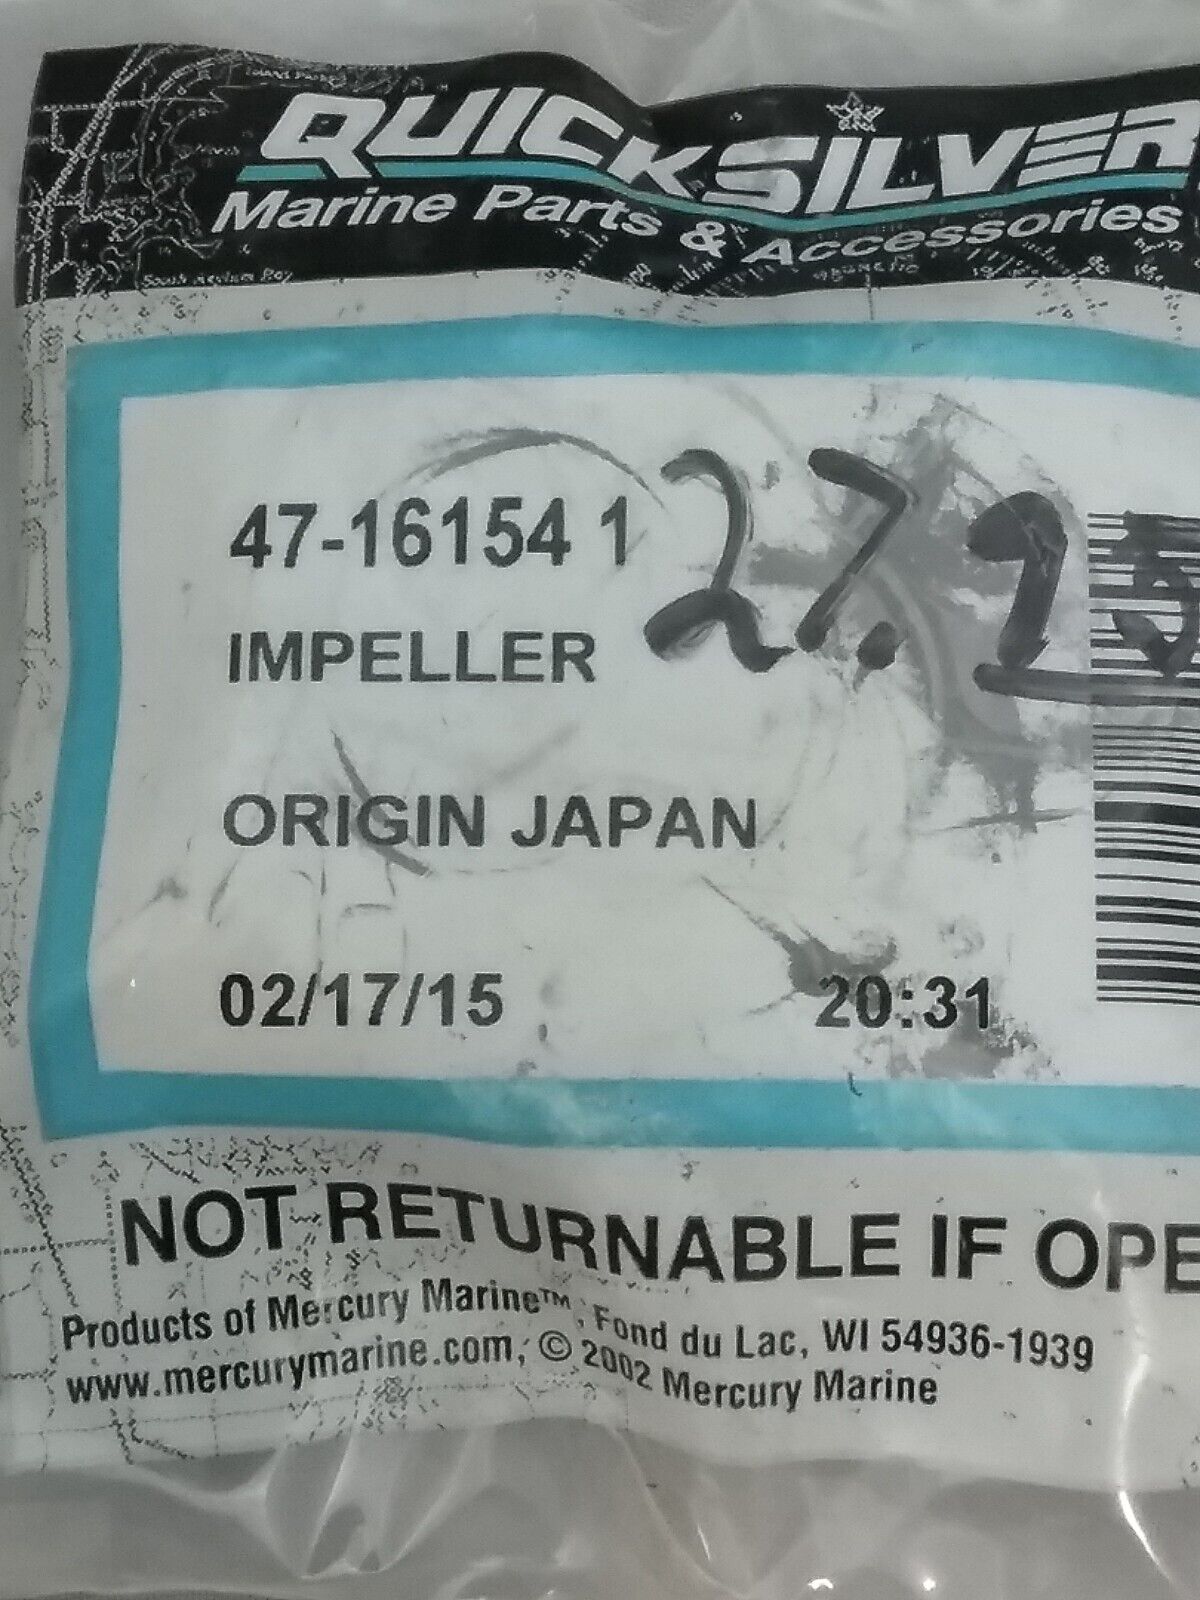 QUICKSILVER
Marine Parts & Accessories
47-16154 1
IMPELLER
ORIGIN JAPAN
02/17/15 20:31
NOT RETURNABLE IF OPE
Products of Mercury Marine™, Fond du Lac, WI 54936-1939
www.mercurymarine.com, © 2002 Mercury Marine